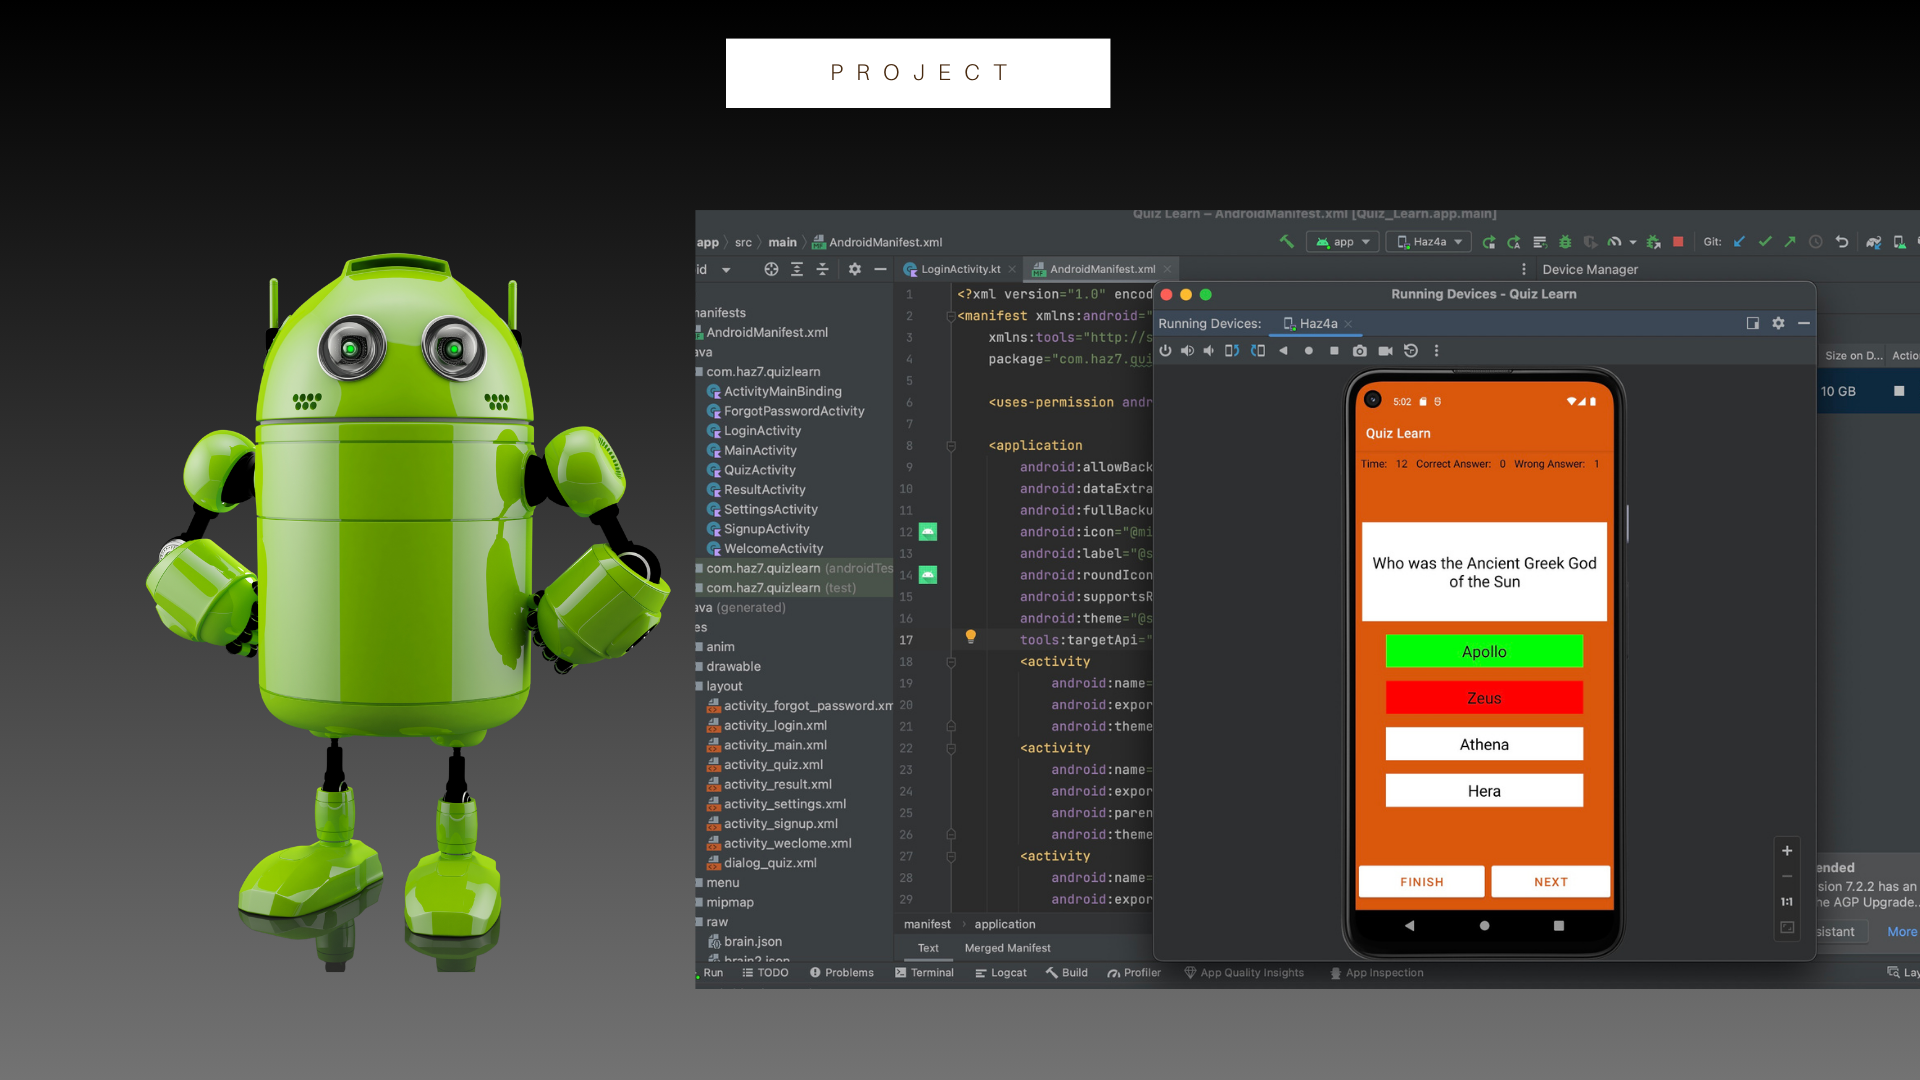 PROJECT
Quiz Learn – AndroidManifest.xml [Quiz_Learn.app.main]
app src main AndroidManifest.xml
app Haz4a Git:
id LoginActivity.kt AndroidManifest.xml Device Manager
anifests
AndroidManifest.xml
ava
com.haz7.quizlearn
ActivityMainBinding
ForgotPasswordActivity
LoginActivity
MainActivity
QuizActivity
ResultActivity
SettingsActivity
SignupActivity
WelcomeActivity
com.haz7.quizlearn (androidTes
com.haz7.quizlearn (test)
ava (generated)
es
anim
drawable
layout
activity_forgot_password.xm
activity_login.xml
activity_main.xml
activity_quiz.xml
activity_result.xml
activity_settings.xml
activity_signup.xml
activity_weclome.xml
dialog_quiz.xml
menu
mipmap
raw
brain.json
brain2.json
1 <?xml version="1.0" encod
2 <manifest xmlns:android="
3 xmlns:tools="http://s
4 package="com.haz7.qui
5
6 <uses-permission andr
7
8 <application
9 android:allowBack
10 android:dataExtra
11 android:fullBacku
12 android:icon="@mi
13 android:label="@s
14 android:roundIcon
15 android:supportsR
16 android:theme="@s
17 tools:targetApi="
18 <activity
19 android:name=
20 android:expor
21 android:theme
22 <activity
23 android:name=
24 android:expor
25 android:paren
26 android:theme
27 <activity
28 android:name=
29 android:expor
manifest application
Text Merged Manifest
Running Devices - Quiz Learn
Running Devices: Haz4a
5:02
Quiz Learn
Time: 12 Correct Answer: 0 Wrong Answer: 1
Who was the Ancient Greek God
of the Sun
Apollo
Zeus
Athena
Hera
FINISH NEXT
1:1
Size on D... Actio
10 GB
ended
sion 7.2.2 has an
he AGP Upgrade...
sistant More
Run TODO Problems Terminal Logcat Build Profiler App Quality Insights App Inspection Lay